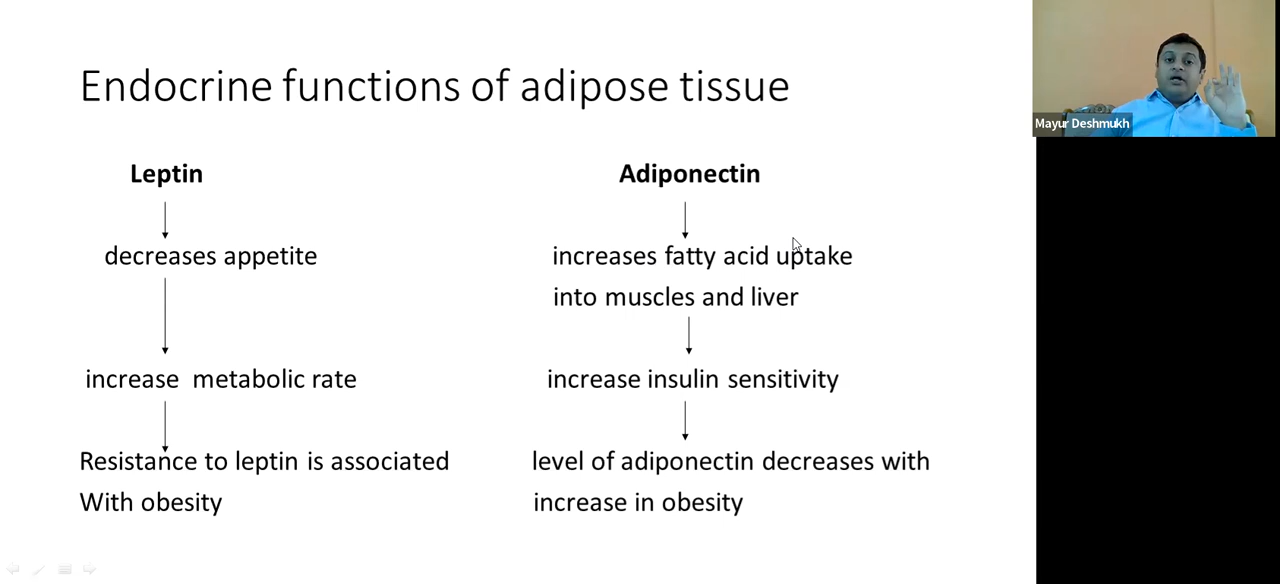 Endocrine functions of adipose tissue
Mayur Deshmukh
Leptin
decreases appetite
increase metabolic rate
Resistance to leptin is associated
With obesity
Adiponectin
increases fatty acid uptake
into muscles and liver
increase insulin sensitivity
level of adiponectin decreases with
increase in obesity